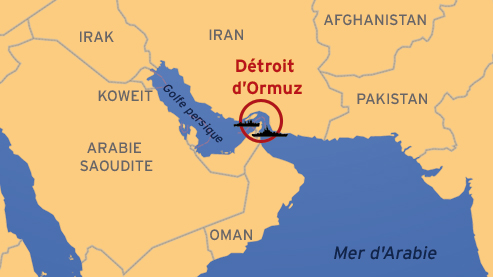 AFGHANISTAN
IRAK
IRAN
Détroit
d'Ormuz
KOWEIT
Golfe persique
PAKISTAN
ARABIE
SAOUDITE
OMAN
Mer d'Arabie